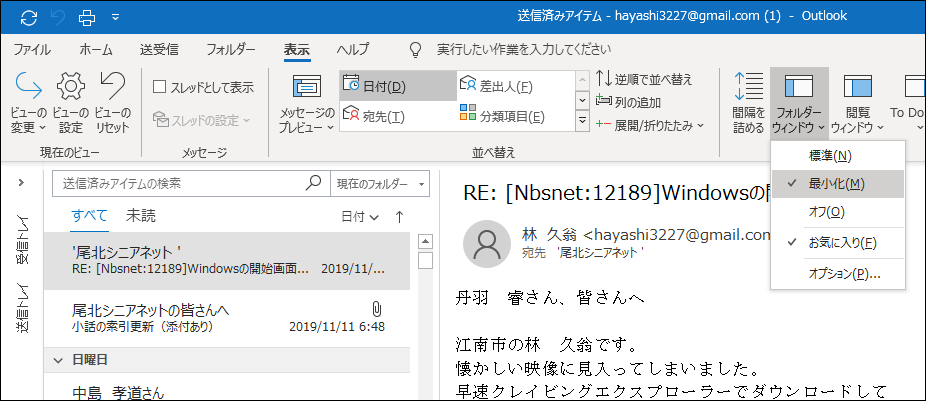 送信済みアイテム - hayashi3227@gmail.com (1) - Outlook
ファイル ホーム 送受信 フォルダー 表示 ヘルプ 実行したい作業を入力してください
ビューの変更 ビューの設定 ビューのリセット
現在のビュー
スレッドとして表示
スレッドの設定
メッセージ
メッセージのプレビュー
日付(D) 差出人(F)
宛先(T) 分類項目(E)
逆順で並べ替え
列の追加
展開/折りたたみ
並べ替え
間隔を詰める
フォルダーウィンドウ
閲覧ウィンドウ
To Do
標準(N)
最小化(M)
オフ(O)
お気に入り(F)
オプション(P)...
受信トレイ
送信トレイ
送信済みアイテムの検索 現在のフォルダー
すべて 未読 日付
'尾北シニアネット '
RE: [Nbsnet:12189]Windowsの開始画面... 2019/11/...
尾北シニアネットの皆さんへ
小話の索引更新（添付あり） 2019/11/11 6:48
日曜日
中島 孝道さん
RE: [Nbsnet:12189]Windowsの
林 久翁 <hayashi3227@gmail.com
宛先 '尾北シニアネット '
丹羽 睿さん、皆さんへ
江南市の林 久翁です。
懐かしい映像に見入ってしまいました。
早速クレイビングエクスプローラーでダウンロードして